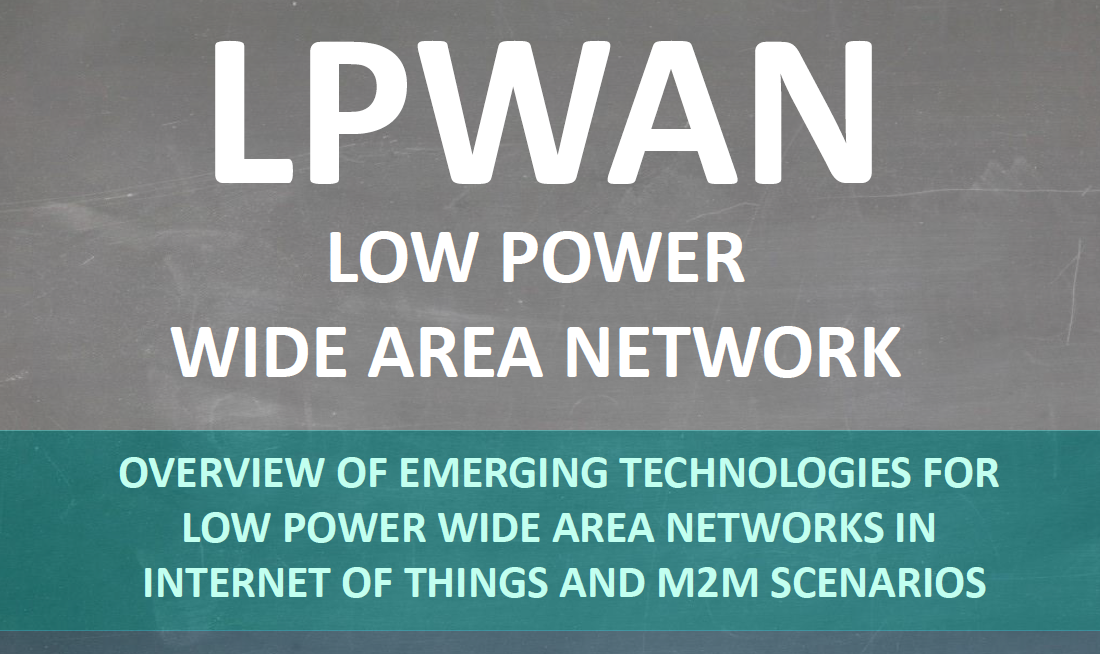 LPWAN
LOW POWER
WIDE AREA NETWORK
OVERVIEW OF EMERGING TECHNOLOGIES FOR
LOW POWER WIDE AREA NETWORKS IN
INTERNET OF THINGS AND M2M SCENARIOS